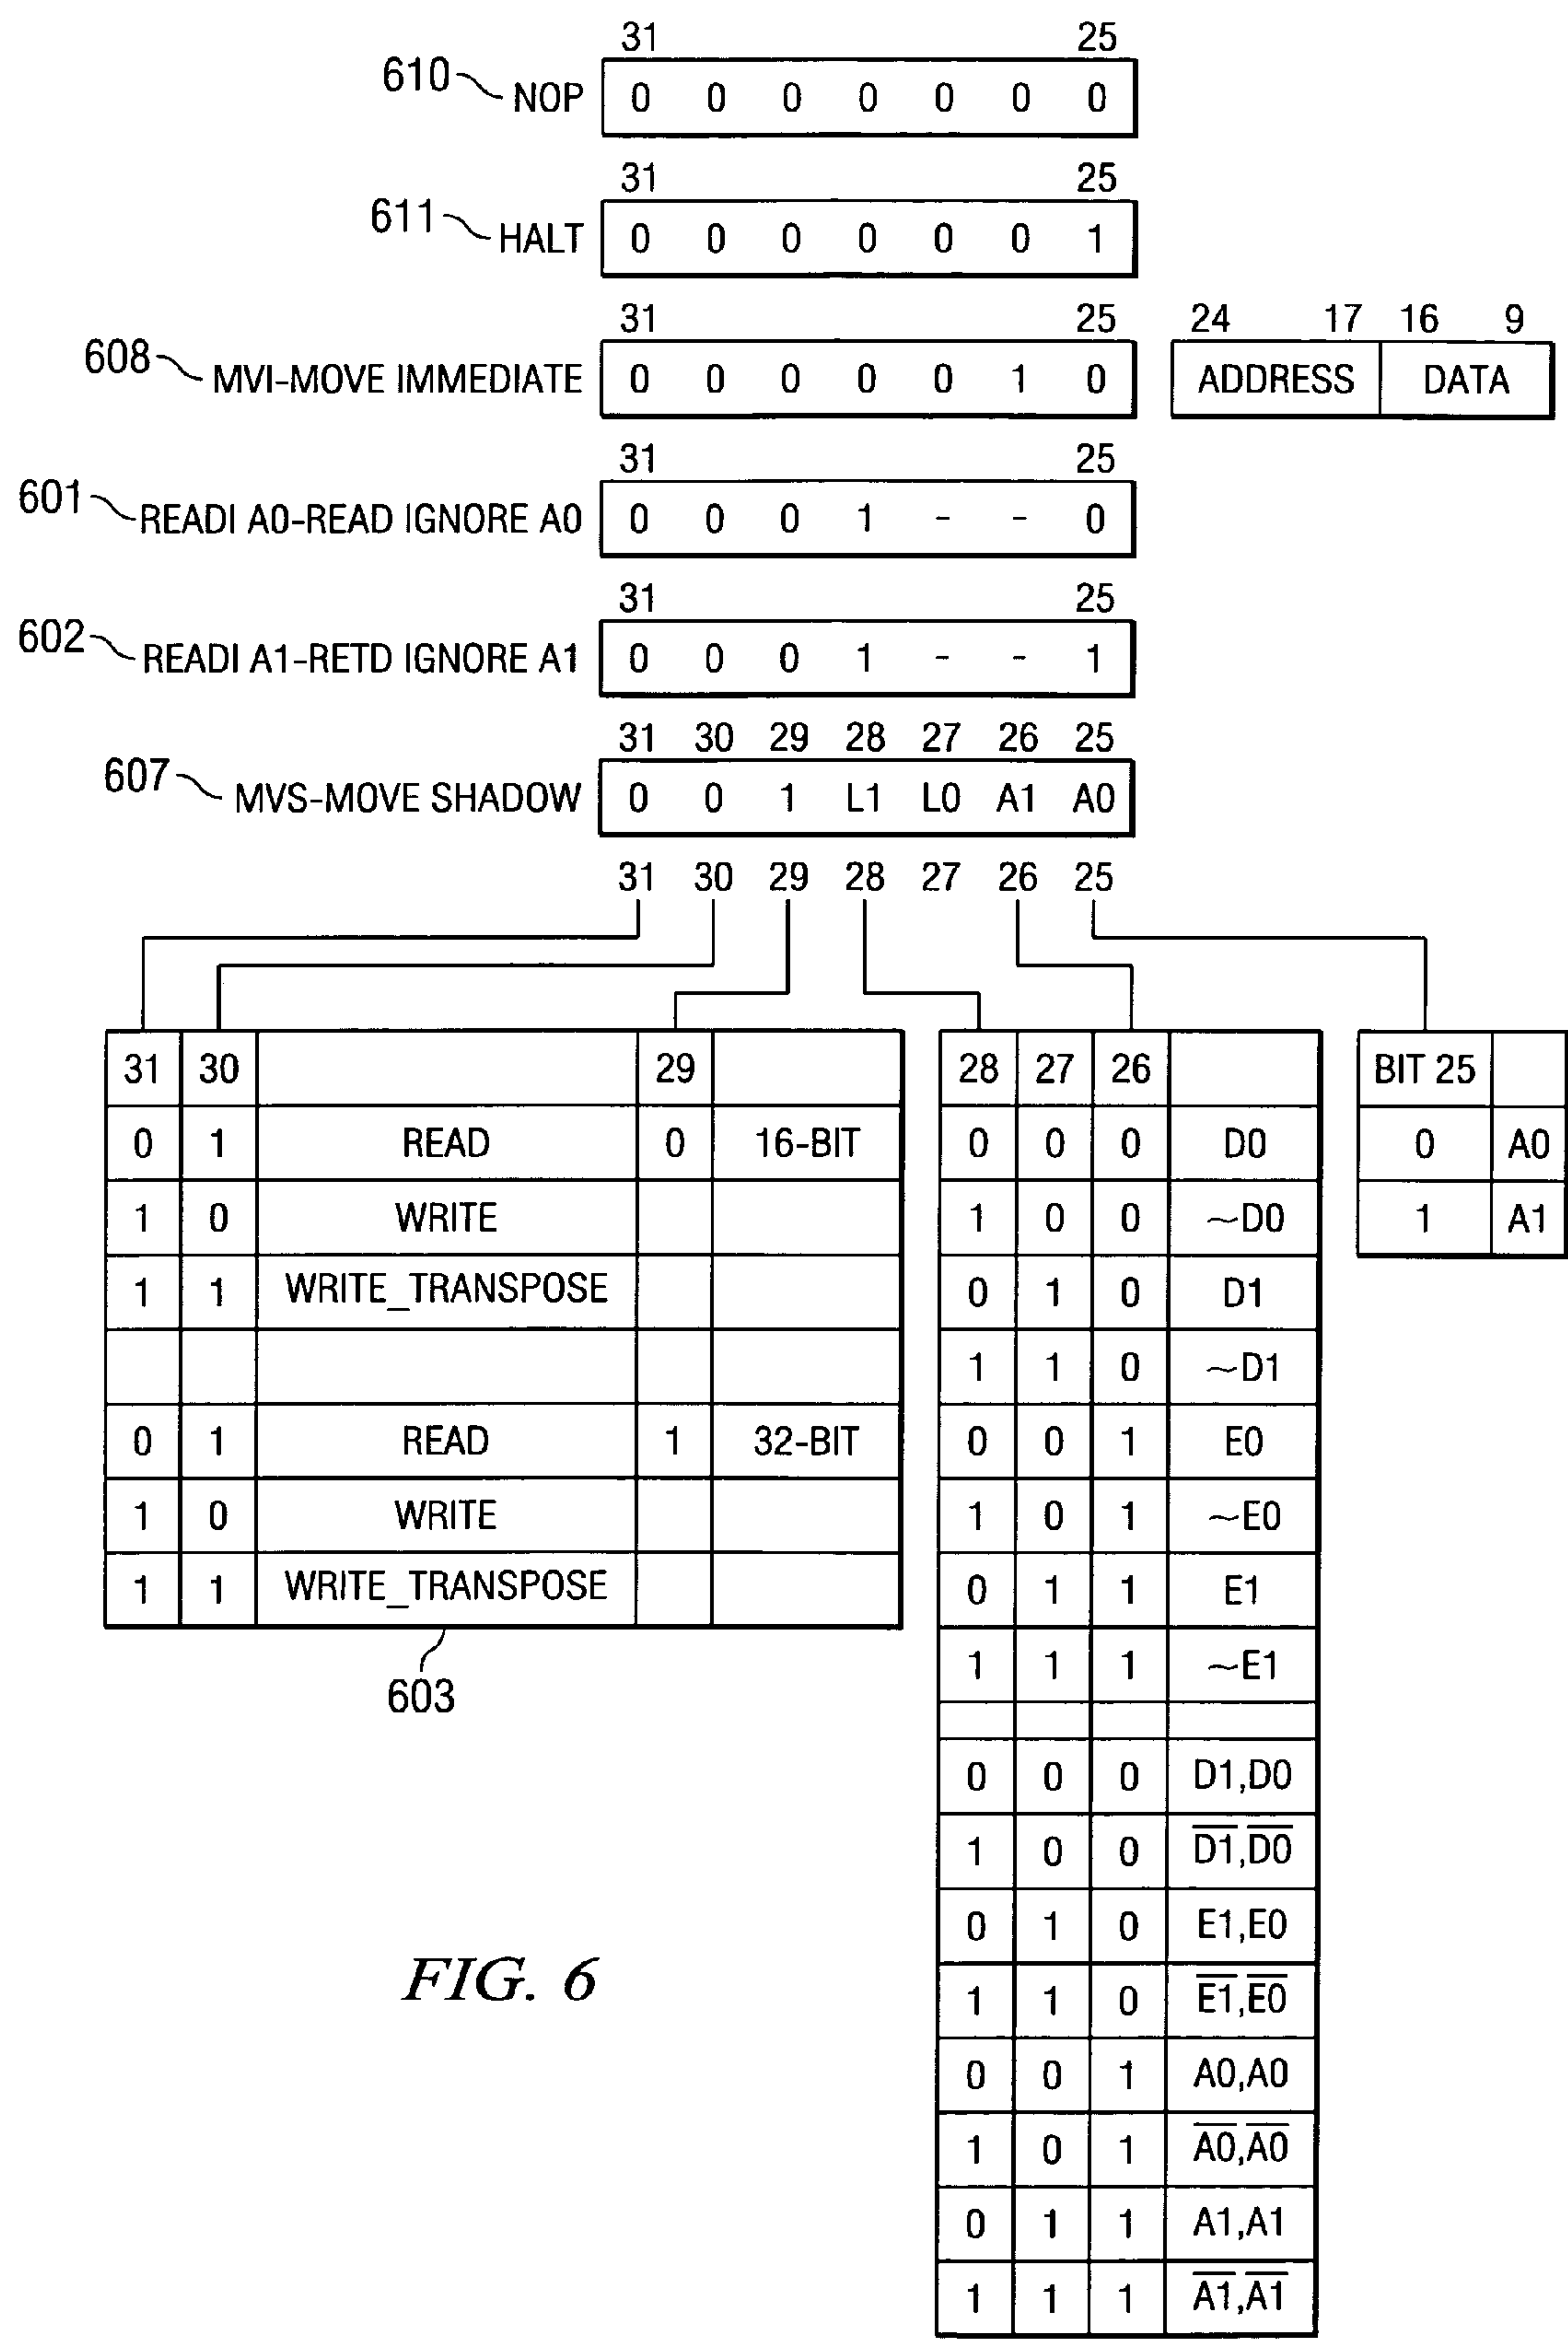 31 25
610 NOP 0 0 0 0 0 0 0
31 25
611 HALT 0 0 0 0 0 0 1
31 25 24 17 16 9
608 MVI-MOVE IMMEDIATE 0 0 0 0 0 1 0 ADDRESS DATA
31 25
601 READI A0-READ IGNORE A0 0 0 0 1 - - 0
31 25
602 READI A1-RETD IGNORE A1 0 0 0 1 - - 1
31 30 29 28 27 26 25
607 MVS-MOVE SHADOW 0 0 1 L1 L0 A1 A0
31 30 29 28 27 26 25
31 30 29
0 1 READ 0 16-BIT
1 0 WRITE
1 1 WRITE_TRANSPOSE
0 1 READ 1 32-BIT
1 0 WRITE
1 1 WRITE_TRANSPOSE
603
28 27 26
0 0 0 D0
1 0 0 ~D0
0 1 0 D1
1 1 0 ~D1
0 0 1 E0
1 0 1 ~E0
0 1 1 E1
1 1 1 ~E1
0 0 0 D1,D0
1 0 0 D̅1̅,D̅0̅
0 1 0 E1,E0
1 1 0 E̅1̅,E̅0̅
0 0 1 A0,A0
1 0 1 A̅0̅,A̅0̅
0 1 1 A1,A1
1 1 1 A̅1̅,A̅1̅
BIT 25
0 A0
1 A1
FIG. 6